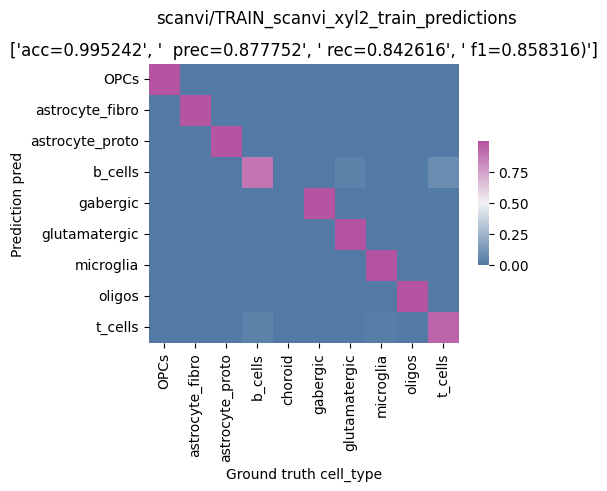 scanvi/TRAIN_scanvi_xyl2_train_predictions
['acc=0.995242', '  prec=0.877752', ' rec=0.842616', ' f1=0.858316)']
OPCs
astrocyte_fibro
astrocyte_proto
b_cells
gabergic
glutamatergic
microglia
oligos
t_cells
Prediction pred
0.75
0.50
0.25
0.00
OPCs
astrocyte_fibro
astrocyte_proto
b_cells
choroid
gabergic
glutamatergic
microglia
oligos
t_cells
Ground truth cell_type